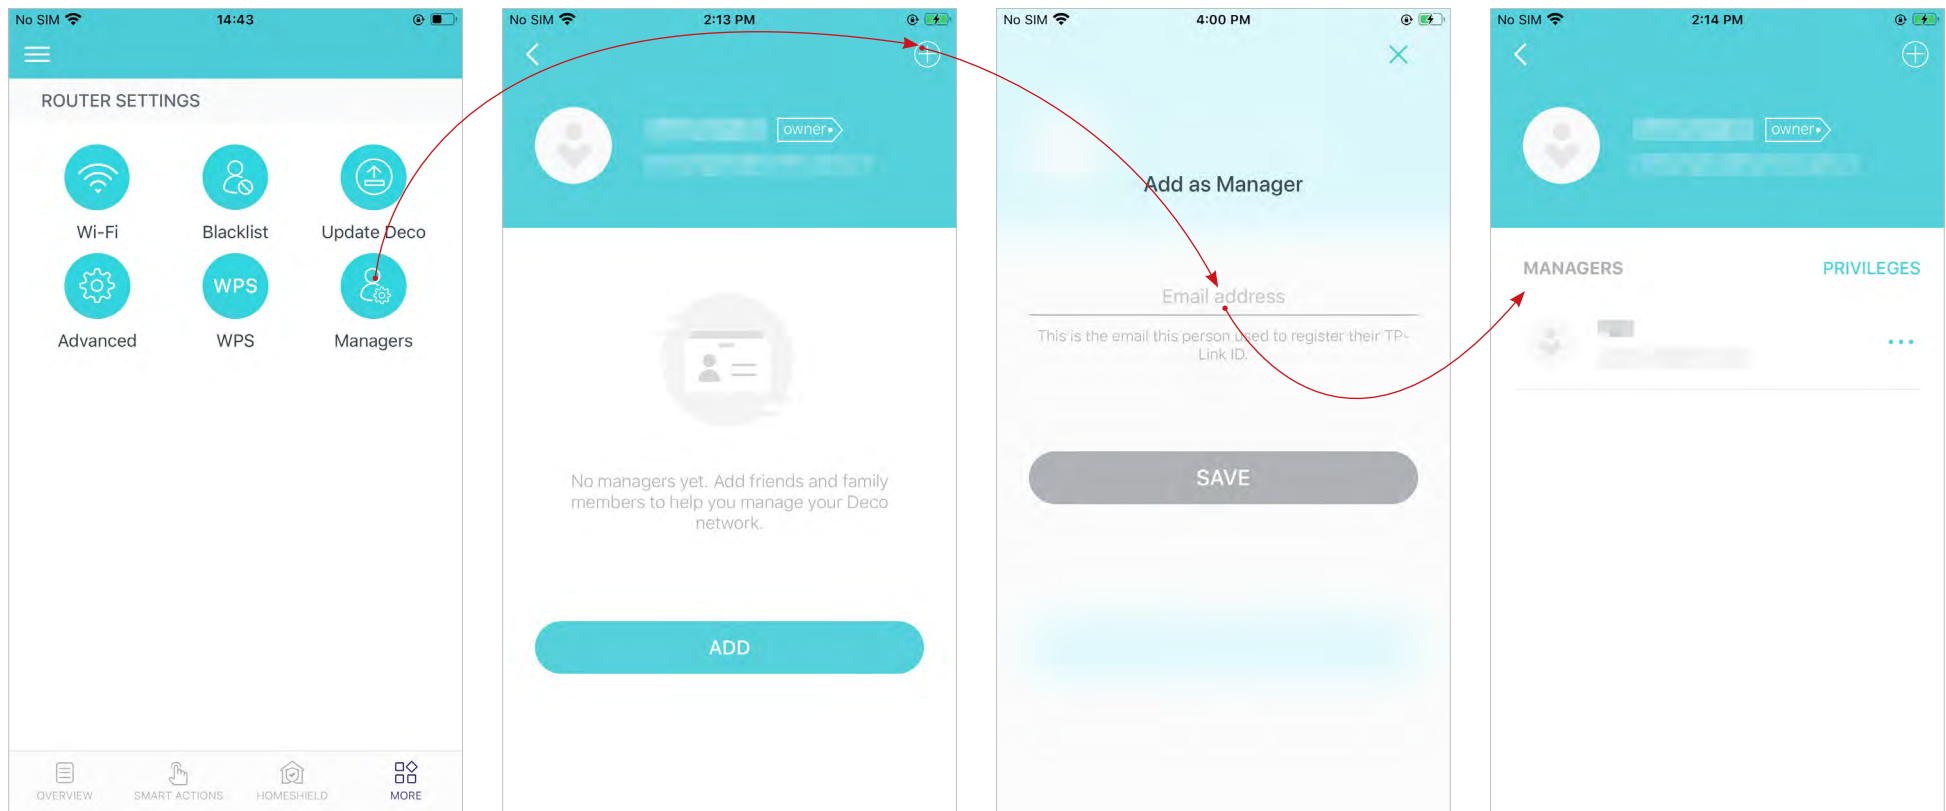 No SIM 14:43
ROUTER SETTINGS
Wi-Fi Blacklist Update Deco
WPS
Advanced WPS Managers
OVERVIEW SMART ACTIONS HOMESHIELD MORE
No SIM 2:13 PM
owner
No managers yet. Add friends and family
members to help you manage your Deco
network.
ADD
No SIM 4:00 PM
Add as Manager
Email address
This is the email this person used to register their TP-
Link ID.
SAVE
No SIM 2:14 PM
owner
MANAGERS PRIVILEGES